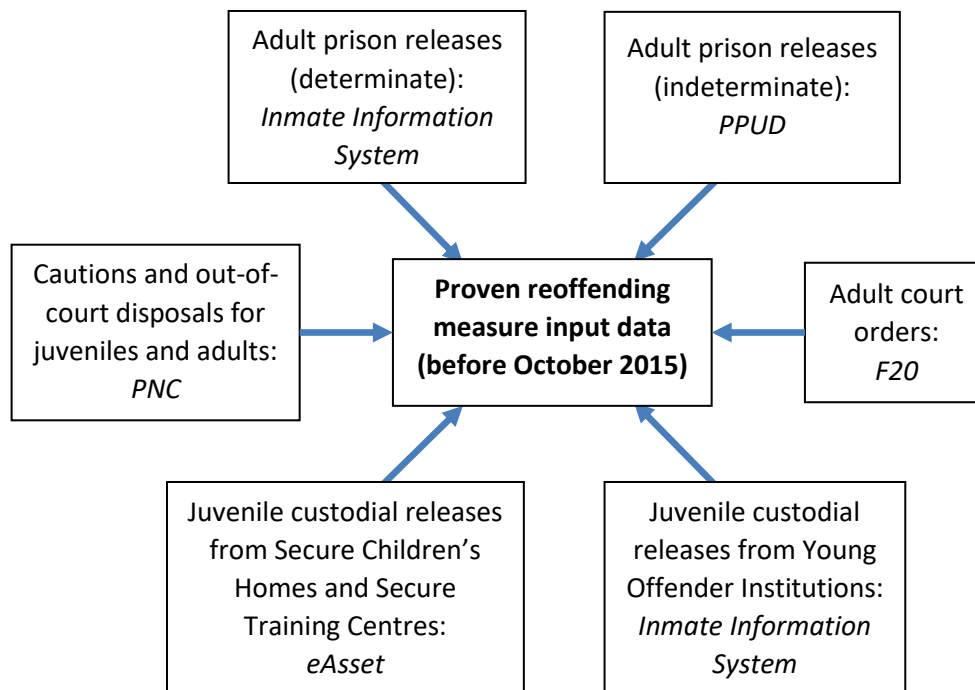 Adult prison releases
(determinate):
Inmate Information
System
Adult prison releases
(indeterminate):
PPUD
Cautions and out-of-
court disposals for
juveniles and adults:
PNC
Proven reoffending
measure input data
(before October 2015)
Adult court
orders:
F20
Juvenile custodial releases
from Secure Children’s
Homes and Secure
Training Centres:
eAsset
Juvenile custodial
releases from Young
Offender Institutions:
Inmate Information
System